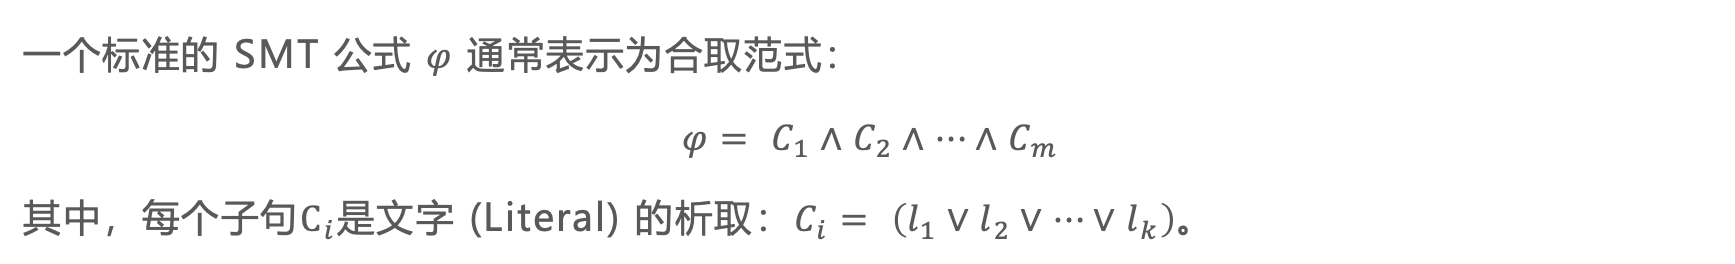 一个标准的 SMT 公式 φ 通常表示为合取范式：
φ = C₁ ∧ C₂ ∧ ⋯ ∧ Cₘ
其中，每个子句Cᵢ是文字 (Literal) 的析取：Cᵢ = (l₁ ∨ l₂ ∨ ⋯ ∨ lₖ)。